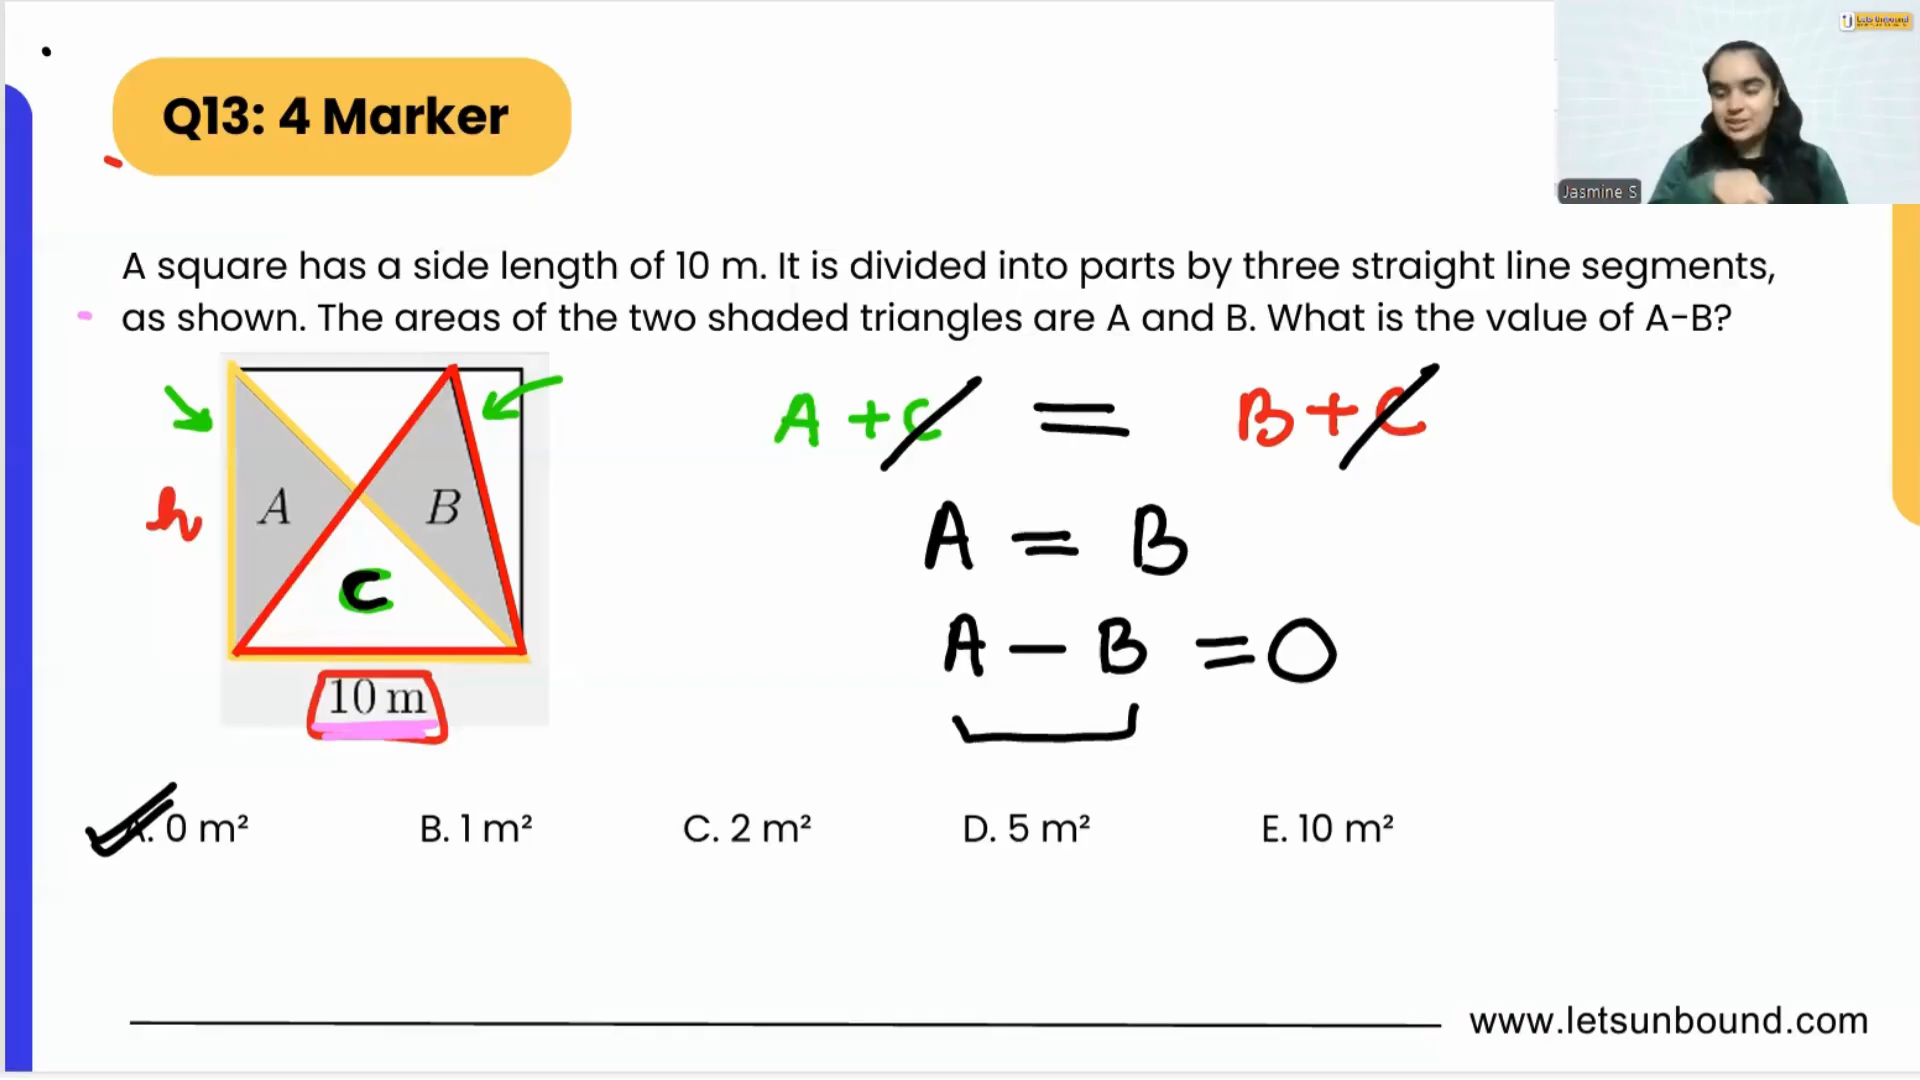 Lets Unbound
Jasmine S
Q13: 4 Marker
A square has a side length of 10 m. It is divided into parts by three straight line segments,
as shown. The areas of the two shaded triangles are A and B. What is the value of A-B?
A + C = B + C
h
A
B
C
A = B
A - B = 0
10 m
A. 0 m²
B. 1 m²
C. 2 m²
D. 5 m²
E. 10 m²
www.letsunbound.com